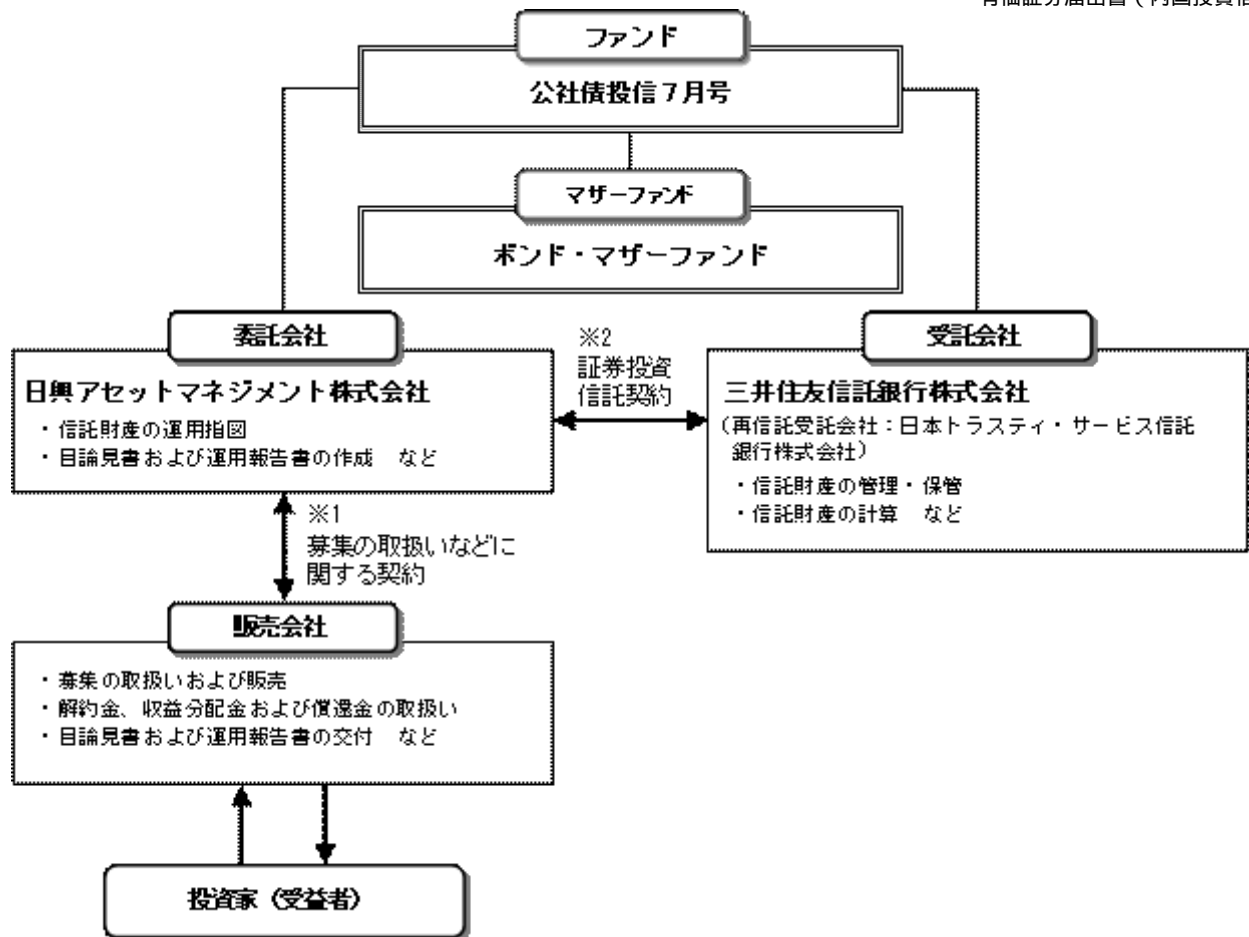 ファンド
公社債投信7月号
マザーファンド
ボンド・マザーファンド
委託会社
日興アセットマネジメント株式会社
・信託財産の運用指図
・目論見書および運用報告書の作成 など
※2
証券投資
信託契約
受託会社
三井住友信託銀行株式会社
(再信託受託会社:日本トラスティ・サービス信託
銀行株式会社)
・信託財産の管理・保管
・信託財産の計算 など
※1
募集の取扱いなどに
関する契約
販売会社
・募集の取扱いおよび販売
・解約金、収益分配金および償還金の取扱い
・目論見書および運用報告書の交付 など
投資家(受益者)